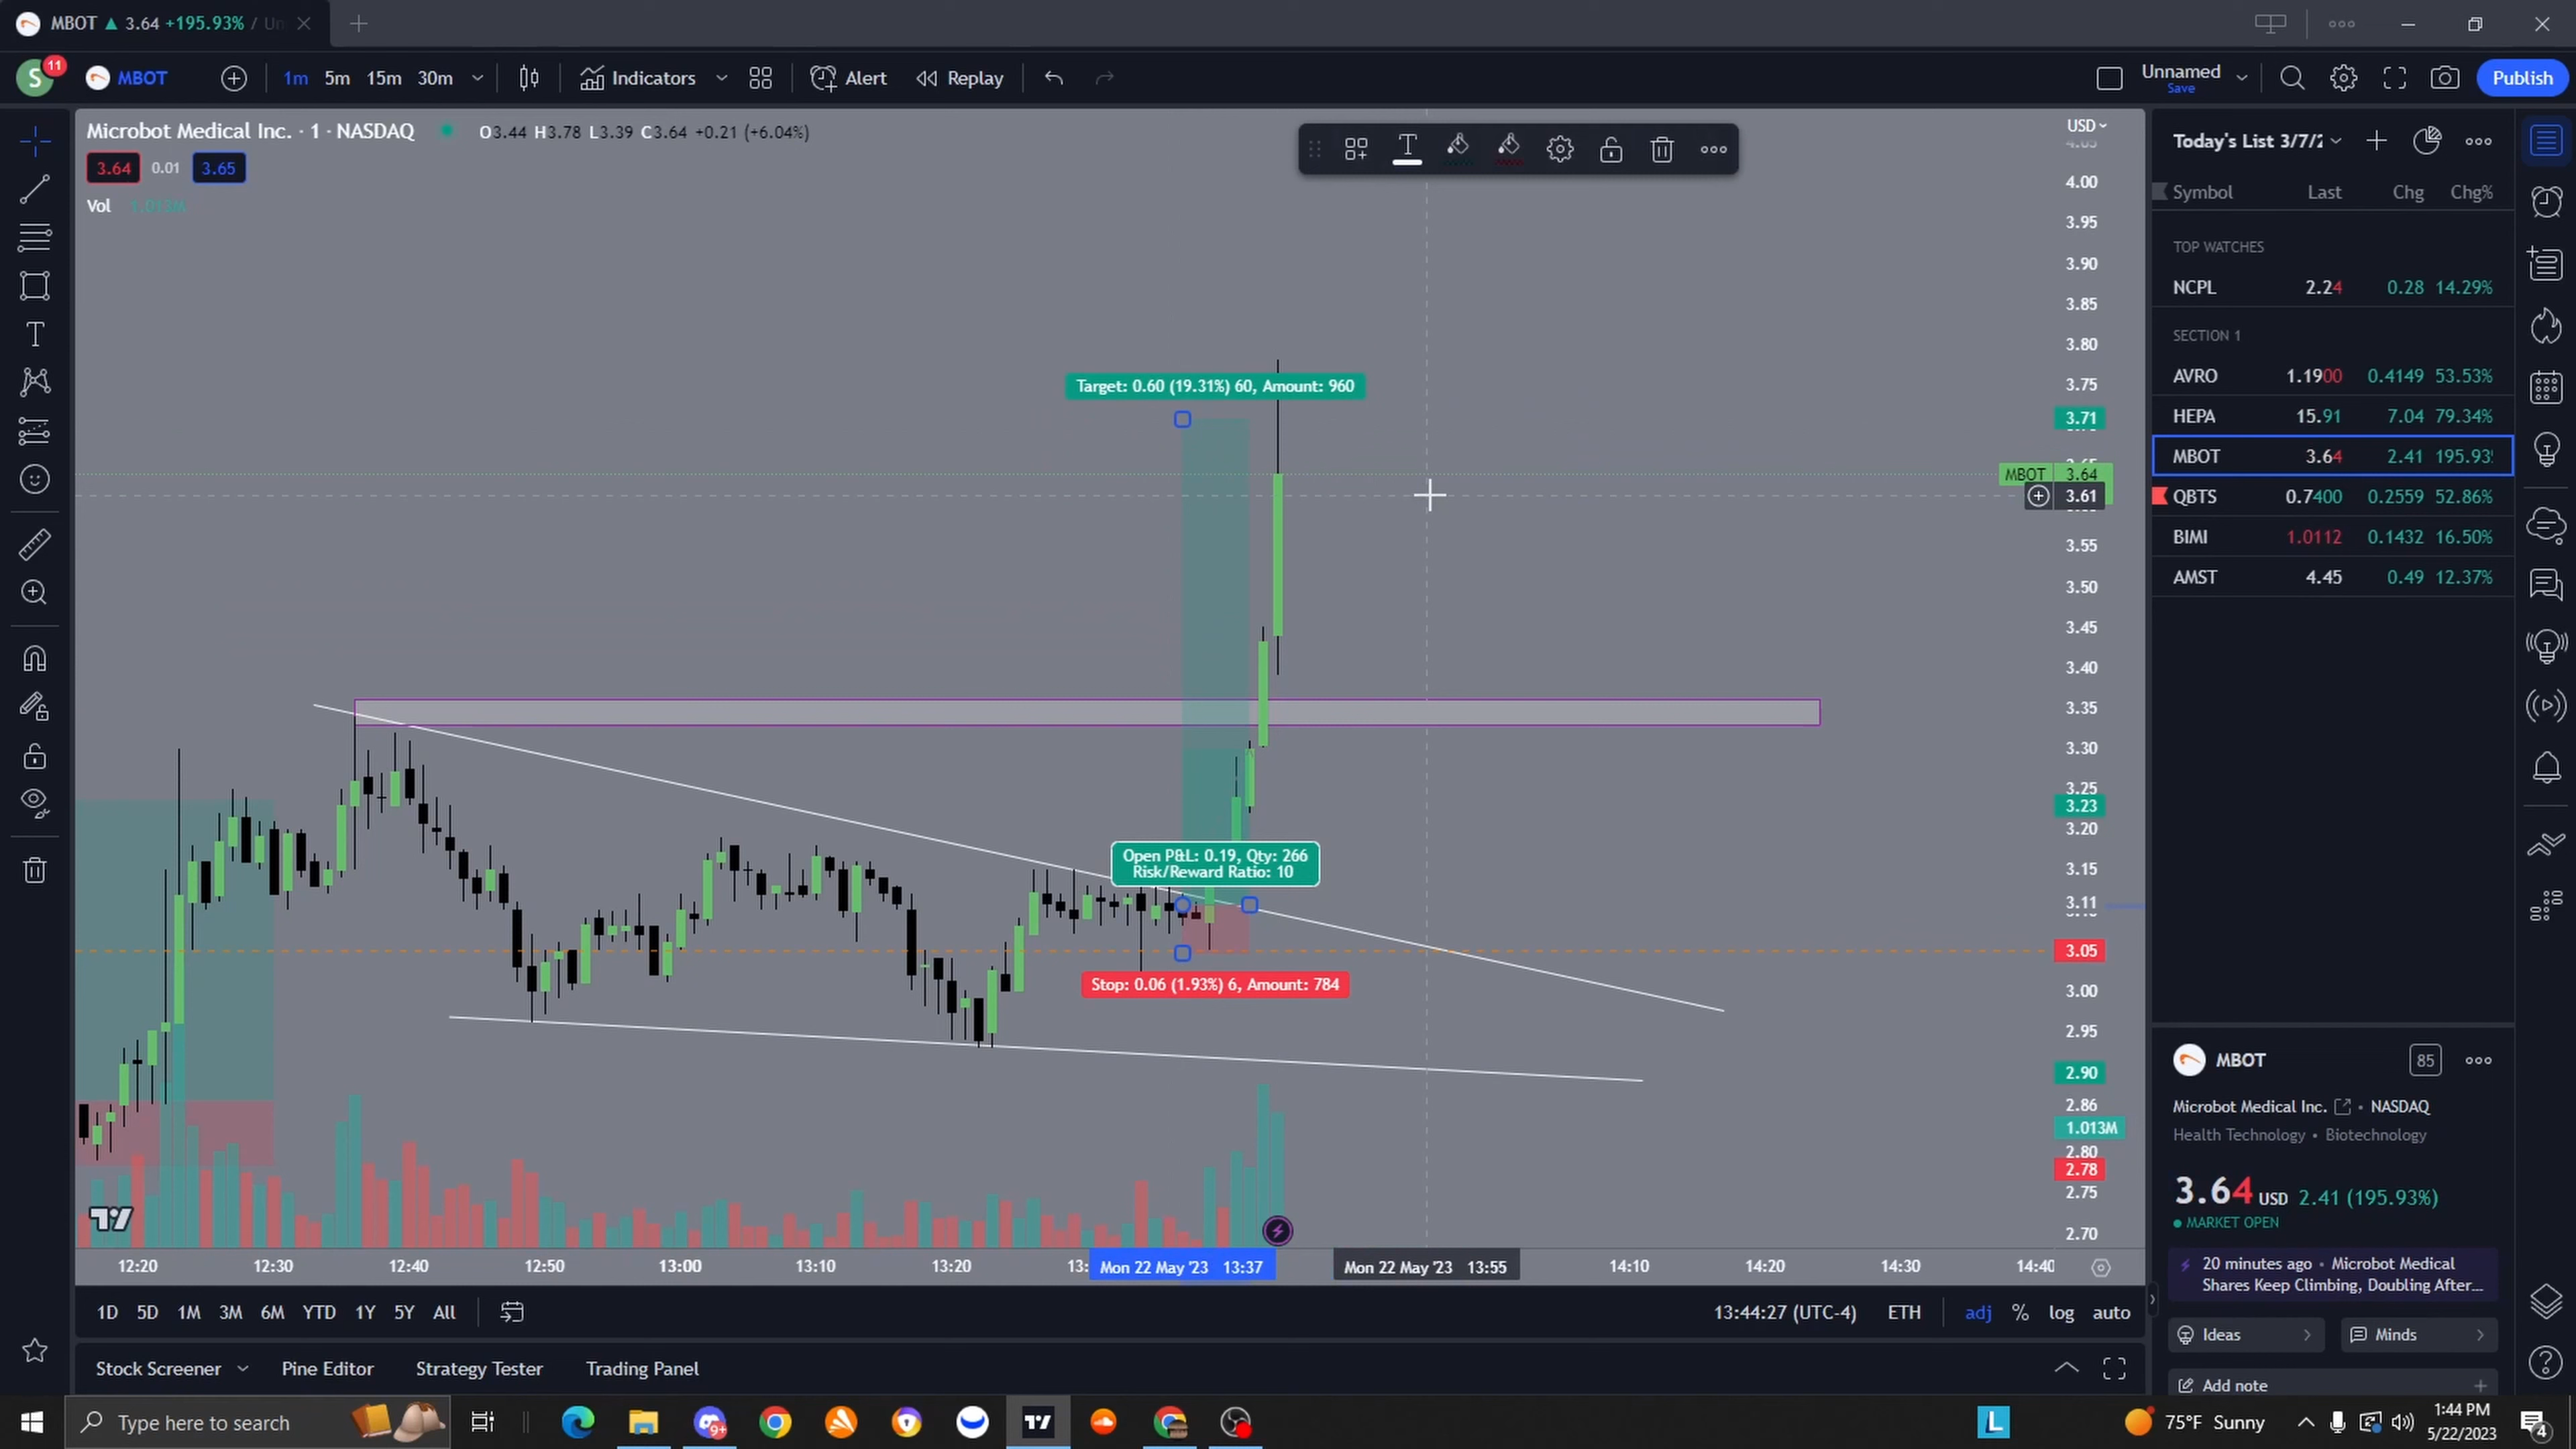 MBOT ▲ 3.64 +195.93% / Un
S 11 MBOT 1m 5m 15m 30m Indicators Alert Replay Unnamed Save Publish
Microbot Medical Inc. · 1 · NASDAQ O3.44 H3.78 L3.39 C3.64 +0.21 (+6.04%)
3.64 0.01 3.65
Vol 1.013M
USD
4.00
3.95
3.90
3.85
3.80
3.75
3.71
MBOT 3.64
3.61
3.55
3.50
3.45
3.40
3.35
3.30
3.25
3.23
3.20
3.15
3.11
3.05
3.00
2.95
2.90
2.86
1.013M
2.80
2.78
2.75
2.70
Target: 0.60 (19.31%) 60, Amount: 960
Open P&L: 0.19, Qty: 266
Risk/Reward Ratio: 10
Stop: 0.06 (1.93%) 6, Amount: 784
12:20 12:30 12:40 12:50 13:00 13:10 13:20 13: Mon 22 May '23 13:37 Mon 22 May '23 13:55 14:10 14:20 14:30 14:40
1D 5D 1M 3M 6M YTD 1Y 5Y All 13:44:27 (UTC-4) ETH adj % log auto
Stock Screener Pine Editor Strategy Tester Trading Panel
Today's List 3/7/2
Symbol Last Chg Chg%
TOP WATCHES
NCPL 2.24 0.28 14.29%
SECTION 1
AVRO 1.1900 0.4149 53.53%
HEPA 15.91 7.04 79.34%
MBOT 3.64 2.41 195.93
QBTS 0.7400 0.2559 52.86%
BIMI 1.0112 0.1432 16.50%
AMST 4.45 0.49 12.37%
MBOT 85
Microbot Medical Inc. • NASDAQ
Health Technology • Biotechnology
3.64 USD 2.41 (195.93%)
MARKET OPEN
20 minutes ago • Microbot Medical
Shares Keep Climbing, Doubling After...
Ideas Minds
Add note
Type here to search 9+ L 75°F Sunny 1:44 PM
5/22/2023 4